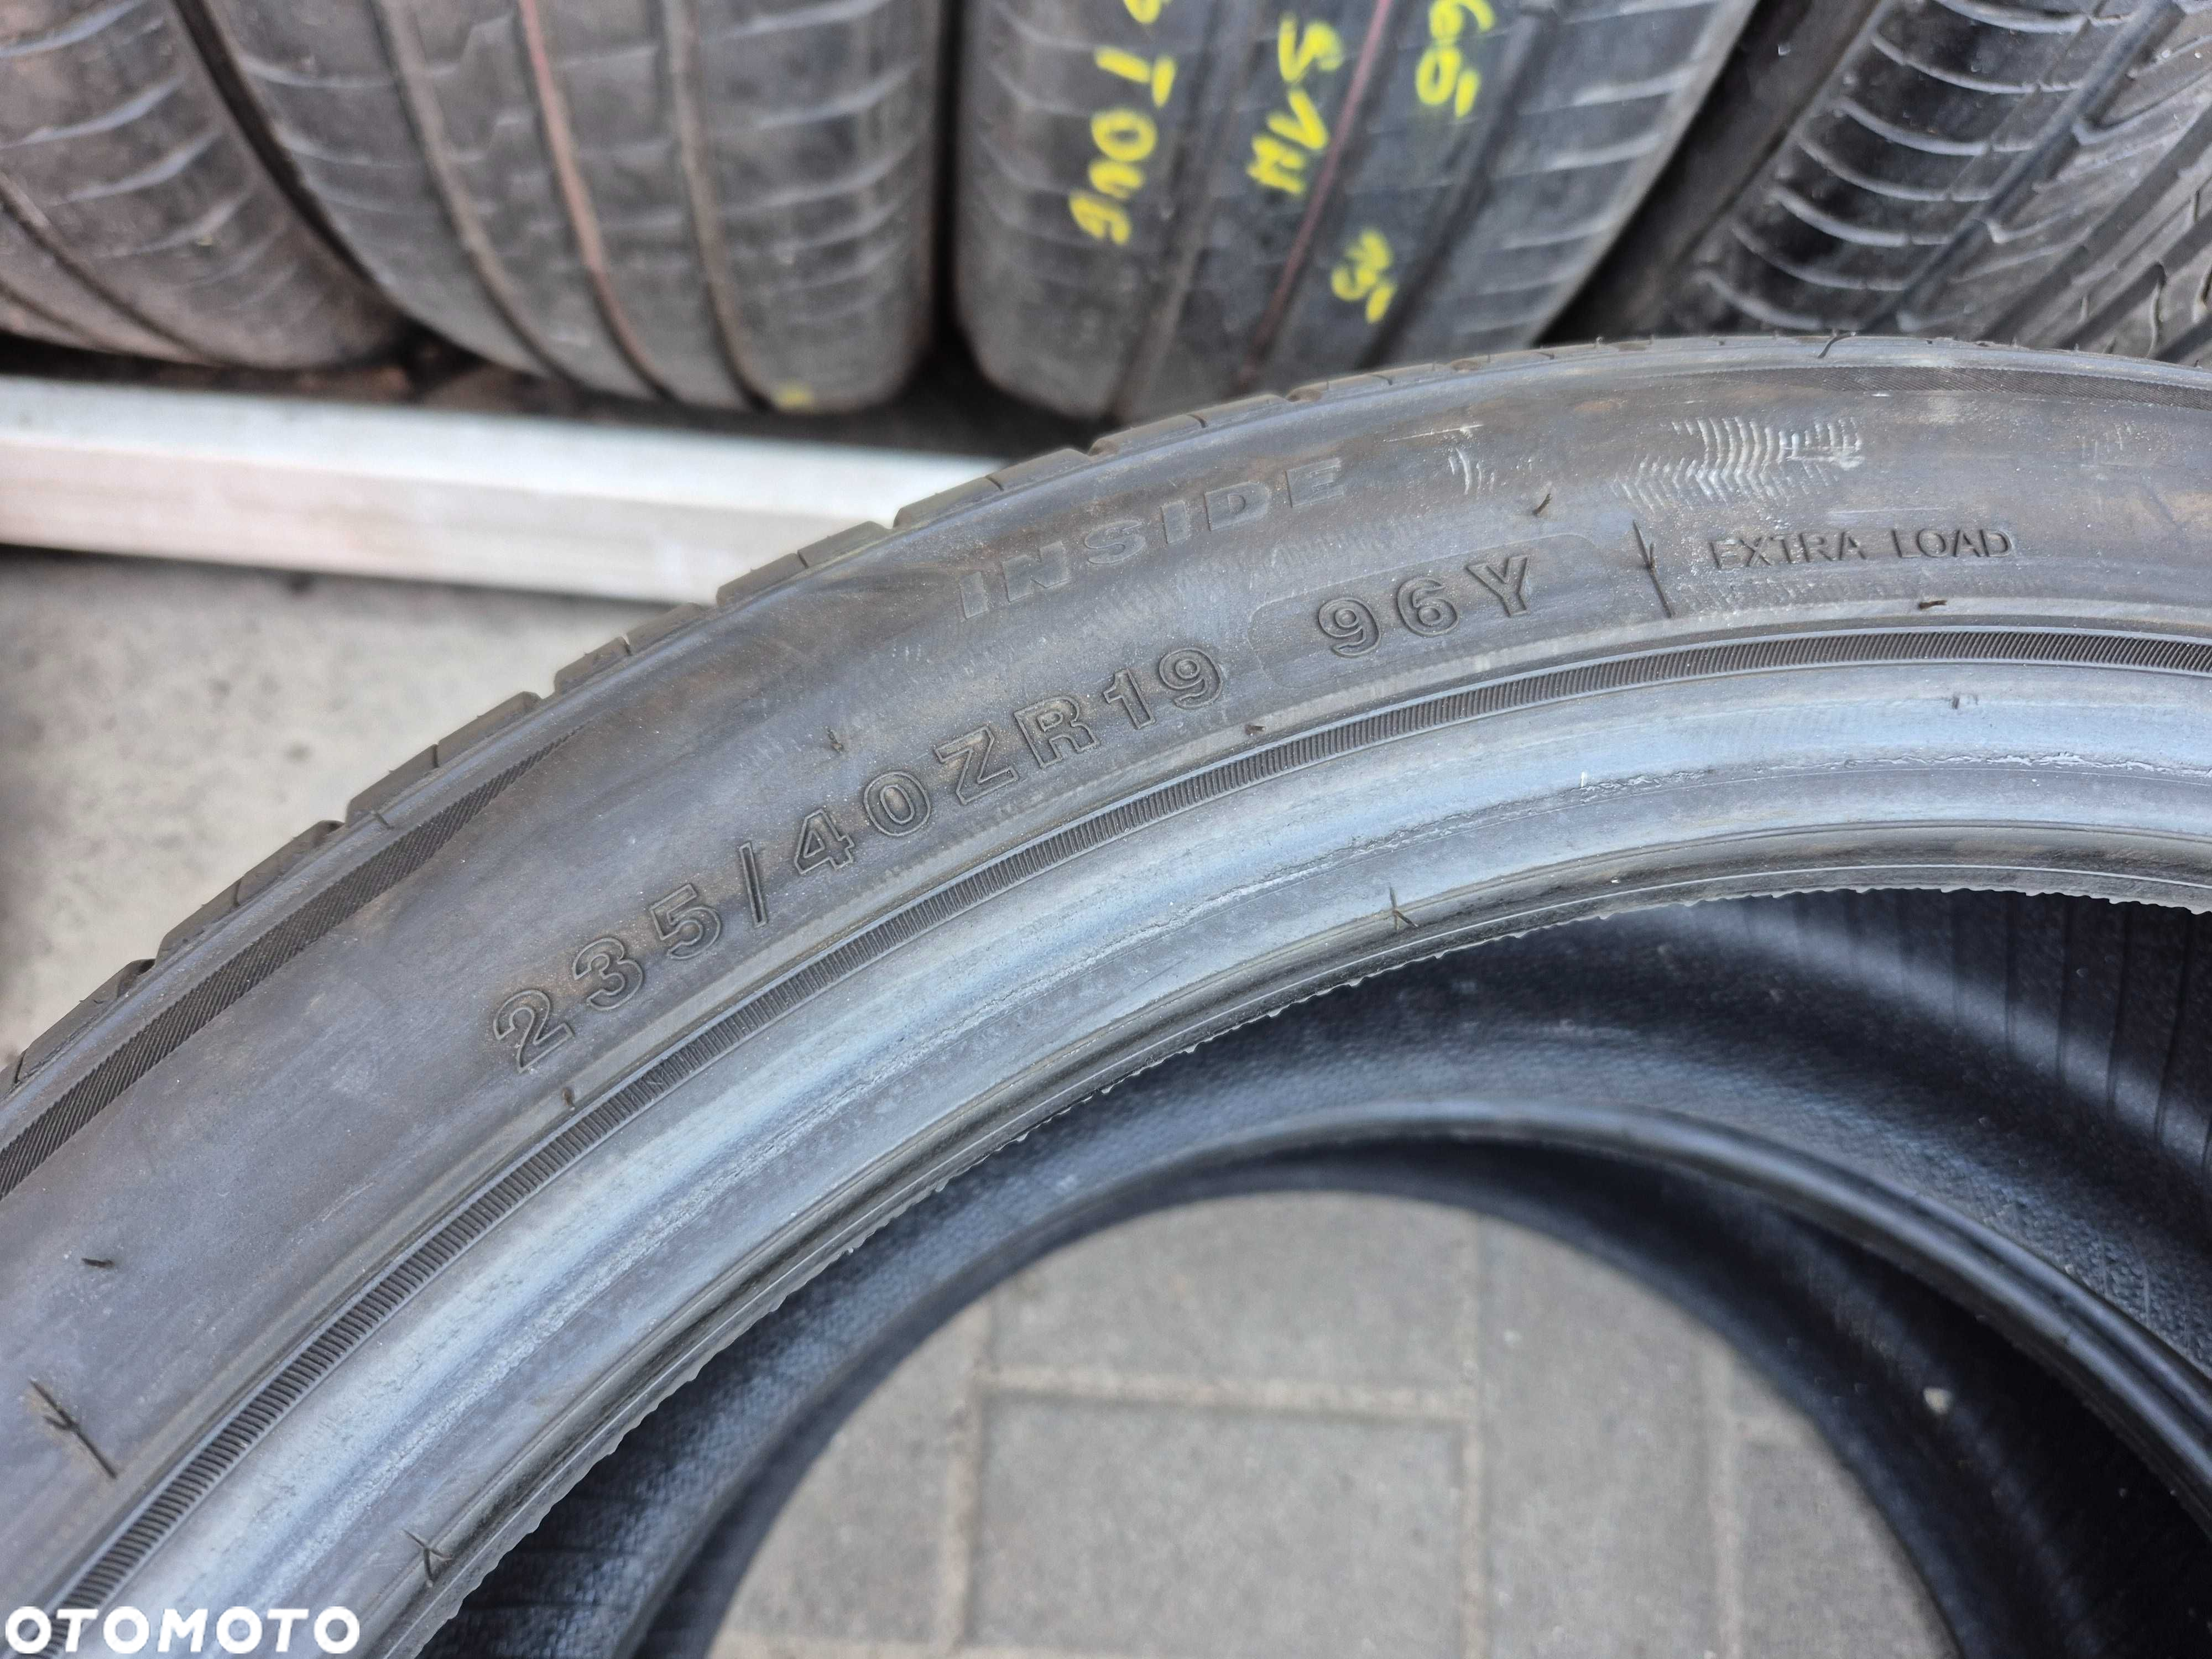 INSIDE
235/40ZR19 96Y EXTRA LOAD
OTOMOTO